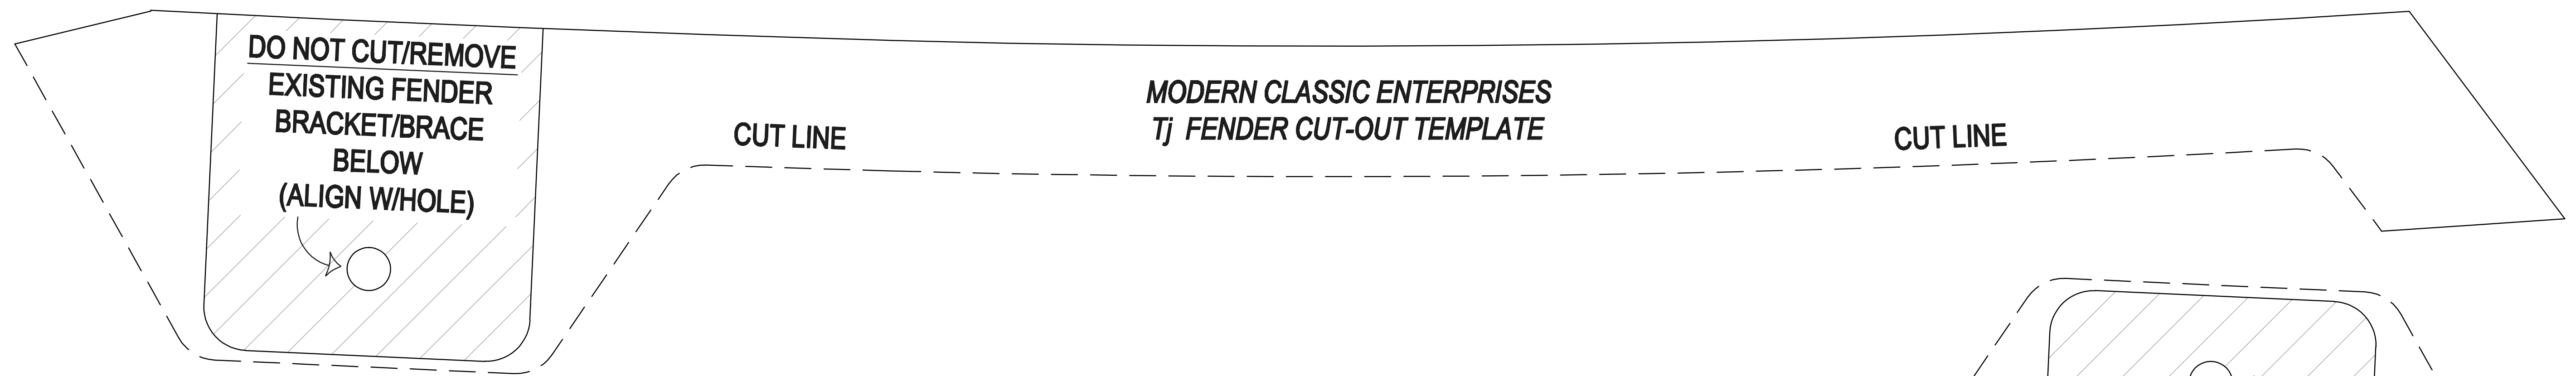 DO NOT CUT/REMOVE
EXISTING FENDER
BRACKET/BRACE
BELOW
(ALIGN W/HOLE)
CUT LINE
MODERN CLASSIC ENTERPRISES
Tj FENDER CUT-OUT TEMPLATE
CUT LINE